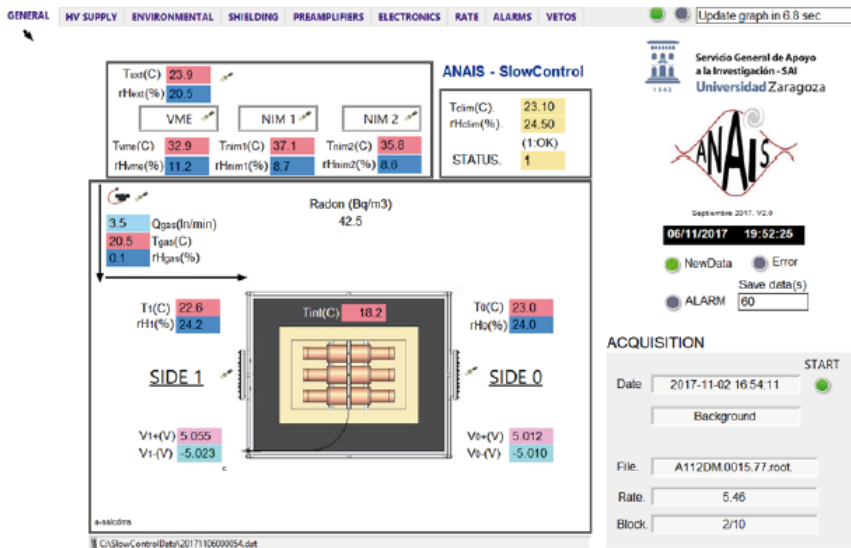 GENERAL HV SUPPLY ENVIRONMENTAL SHIELDING PREAMPLIFIERS ELECTRONICS RATE ALARMS VETOS
Update graph in 6.8 sec
Text(C) 23.9
rHext(%) 20.5
VME NIM 1 NIM 2
Tvme(C) 32.9 Tnim1(C) 37.1 Tnim2(C) 35.8
rHvme(%) 11.2 rHnim1(%) 8.7 rHnim2(%) 8.6
ANAIS - SlowControl
Tclim(C). 23.10
rHclim(%). 24.50
(1:OK)
STATUS. 1
1542
Servicio General de Apoyo
a la Investigación - SAI
Universidad Zaragoza
ANAIS
Septiembre 2017. V2.0
06/11/2017 19:52:25
NewData Error
Save data(s)
ALARM 60
Radon (Bq/m3)
42.5
3.5 Qgas(ln/min)
20.5 Tgas(C)
0.1 rHgas(%)
T1(C) 22.6
rH1(%) 24.2
Tint(C) 18.2
T0(C) 23.0
rH0(%) 24.0
SIDE 1
SIDE 0
V1+(V) 5.055
V1-(V) -5.023
c
V0+(V) 5.012
V0-(V) -5.010
a-sslcdms
C:\SlowControlData\20171106000054.dat
ACQUISITION
START
Date 2017-11-02 16:54:11
Background
File. A112DM.0015.77.root.
Rate. 5.46
Block. 2/10